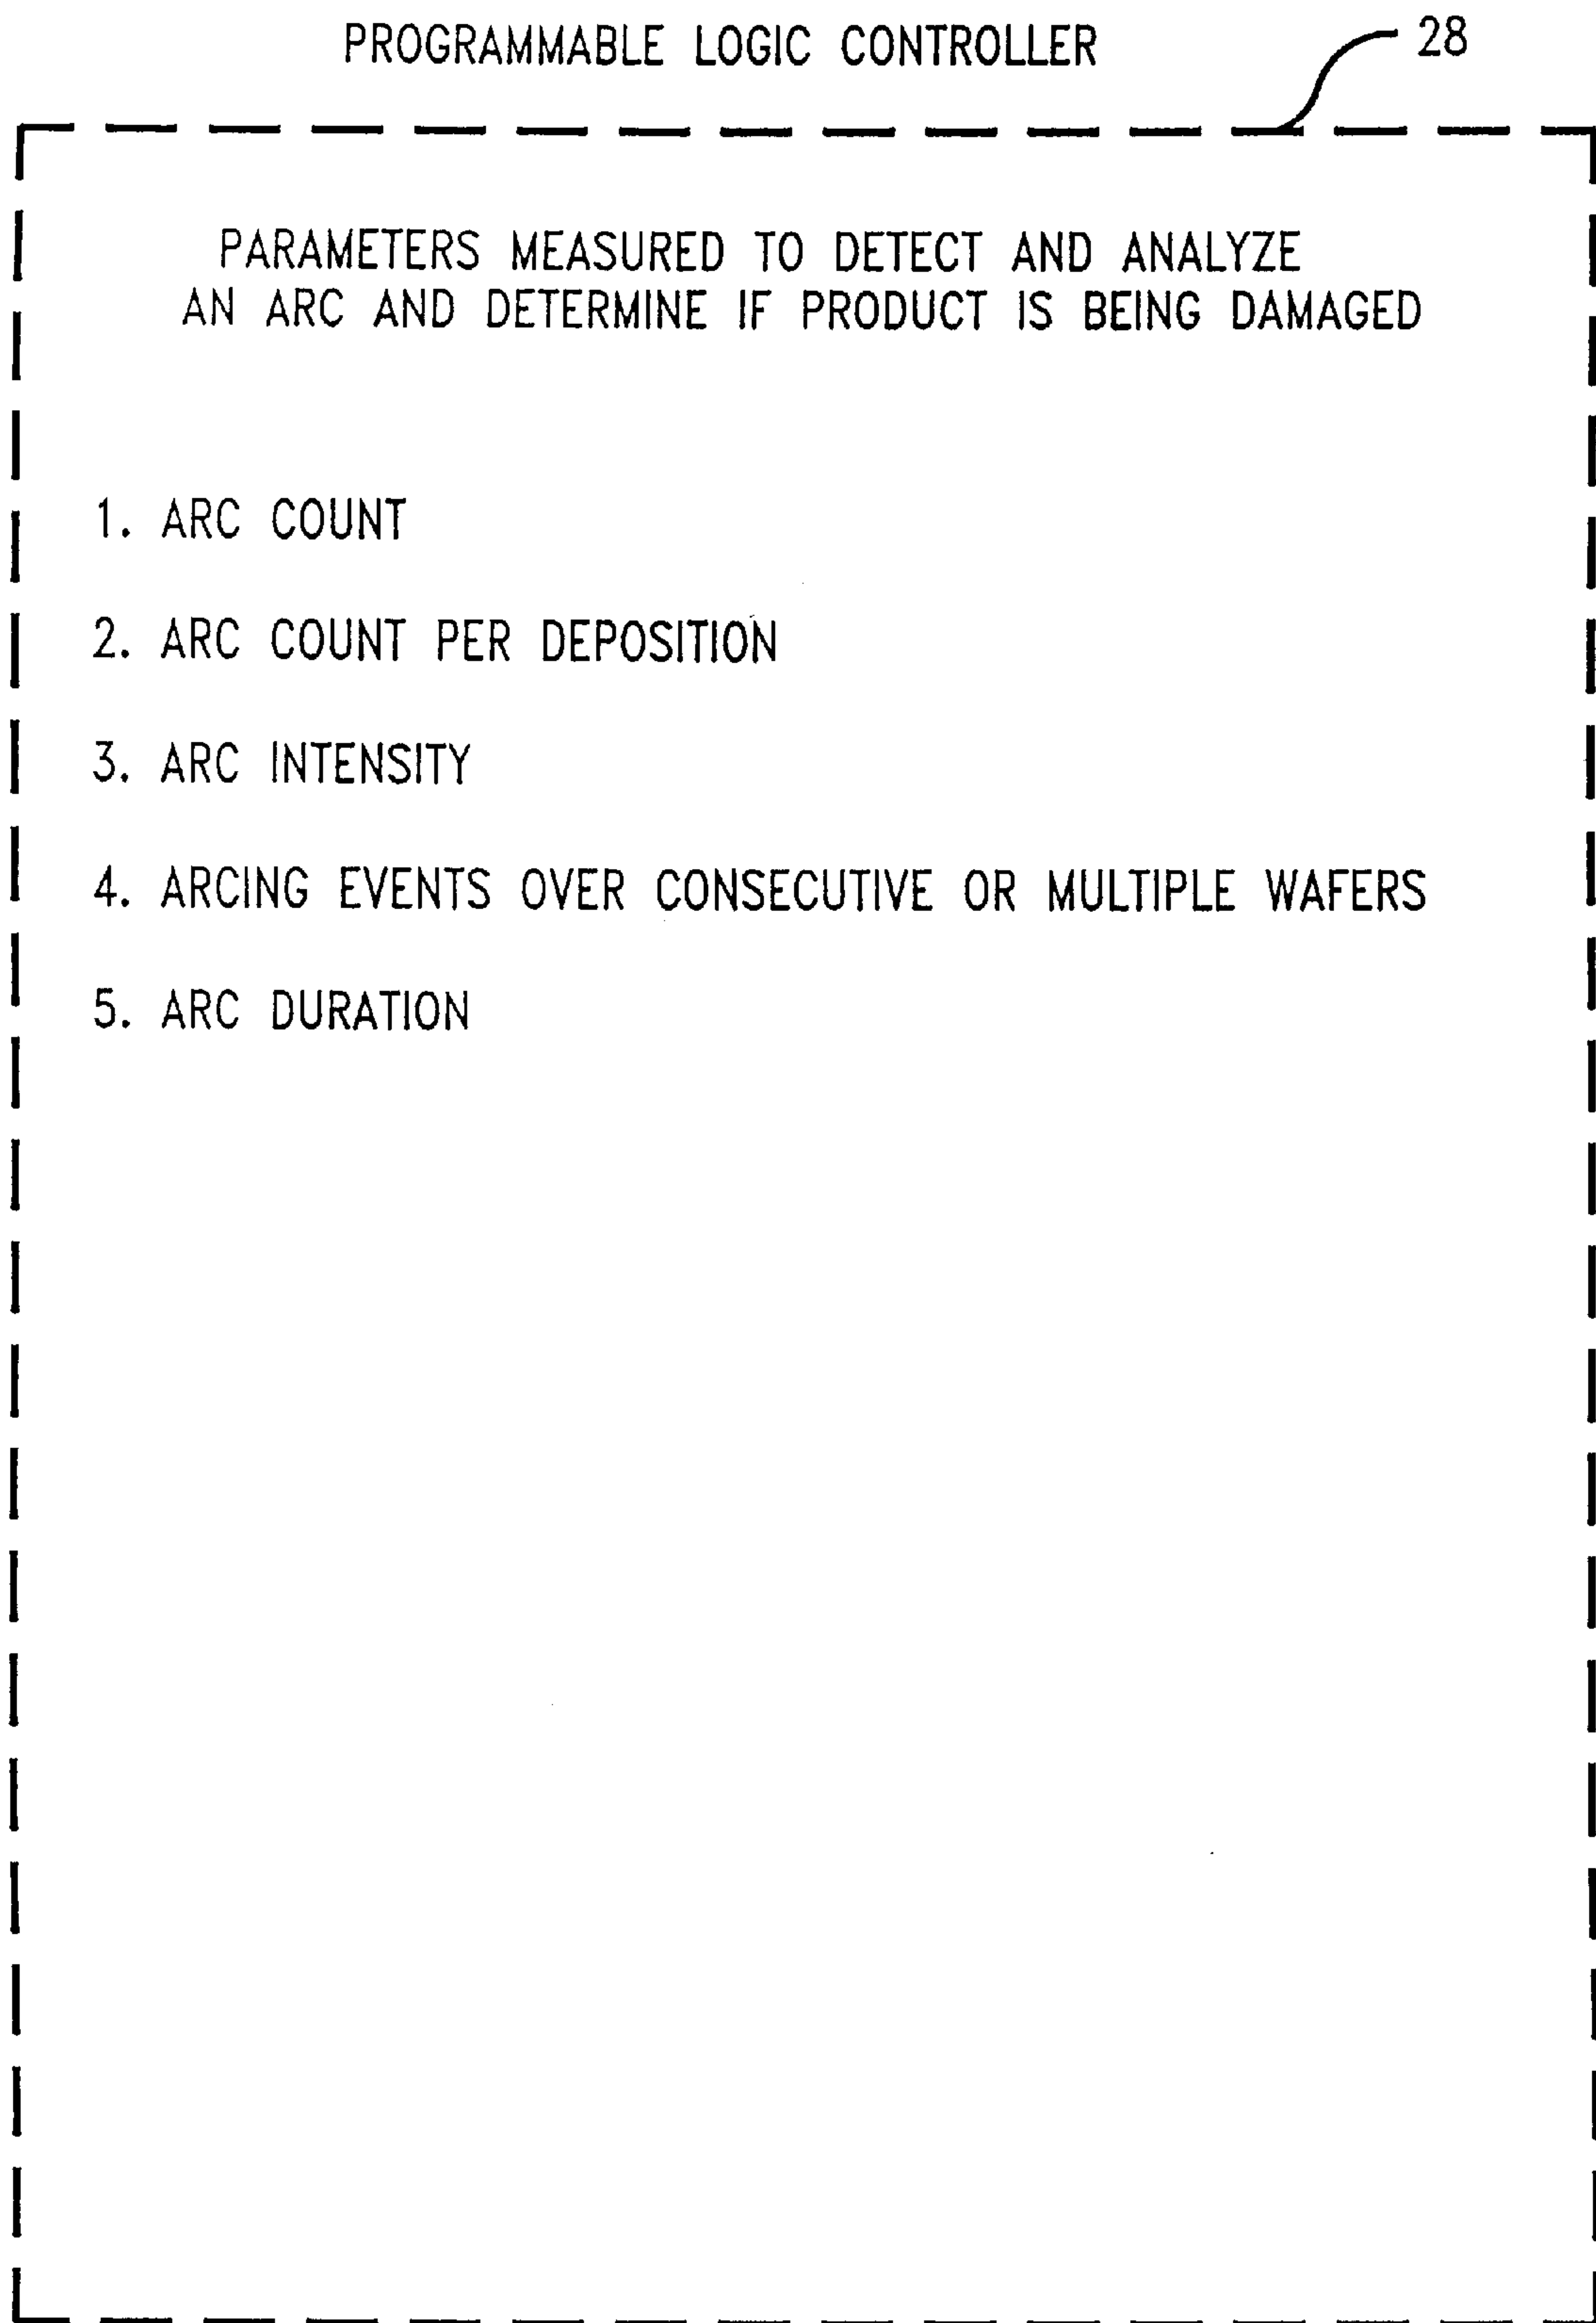 PROGRAMMABLE LOGIC CONTROLLER
28
PARAMETERS MEASURED TO DETECT AND ANALYZE
AN ARC AND DETERMINE IF PRODUCT IS BEING DAMAGED
1. ARC COUNT
2. ARC COUNT PER DEPOSITION
3. ARC INTENSITY
4. ARCING EVENTS OVER CONSECUTIVE OR MULTIPLE WAFERS
5. ARC DURATION